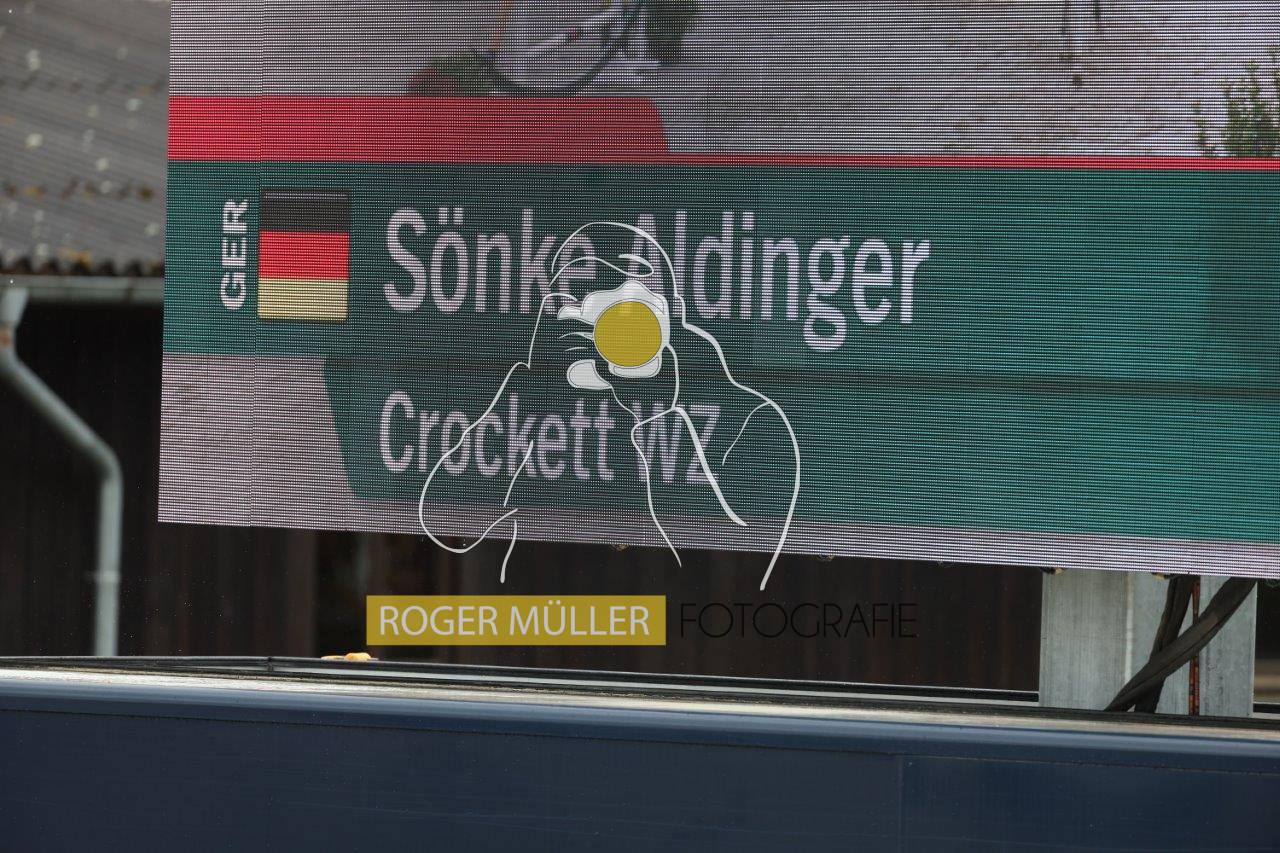 GER
Sönke Aldinger
Crockett WZ
ROGER MÜLLER FOTOGRAFIE